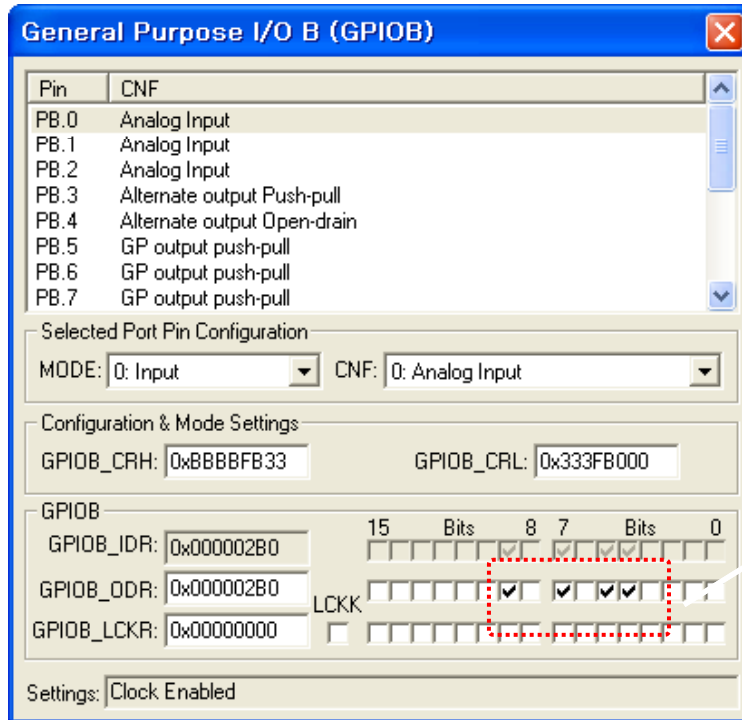 General Purpose I/O B (GPIOB)
Pin CNF
PB.0 Analog Input
PB.1 Analog Input
PB.2 Analog Input
PB.3 Alternate output Push-pull
PB.4 Alternate output Open-drain
PB.5 GP output push-pull
PB.6 GP output push-pull
PB.7 GP output push-pull
Selected Port Pin Configuration
MODE: 0: Input CNF: 0: Analog Input
Configuration & Mode Settings
GPIOB_CRH: 0xBBBBFB33 GPIOB_CRL: 0x333FB000
GPIOB
15 Bits 8 7 Bits 0
GPIOB_IDR: 0x000002B0
GPIOB_ODR: 0x000002B0
LCKK
GPIOB_LCKR: 0x00000000
Settings: Clock Enabled